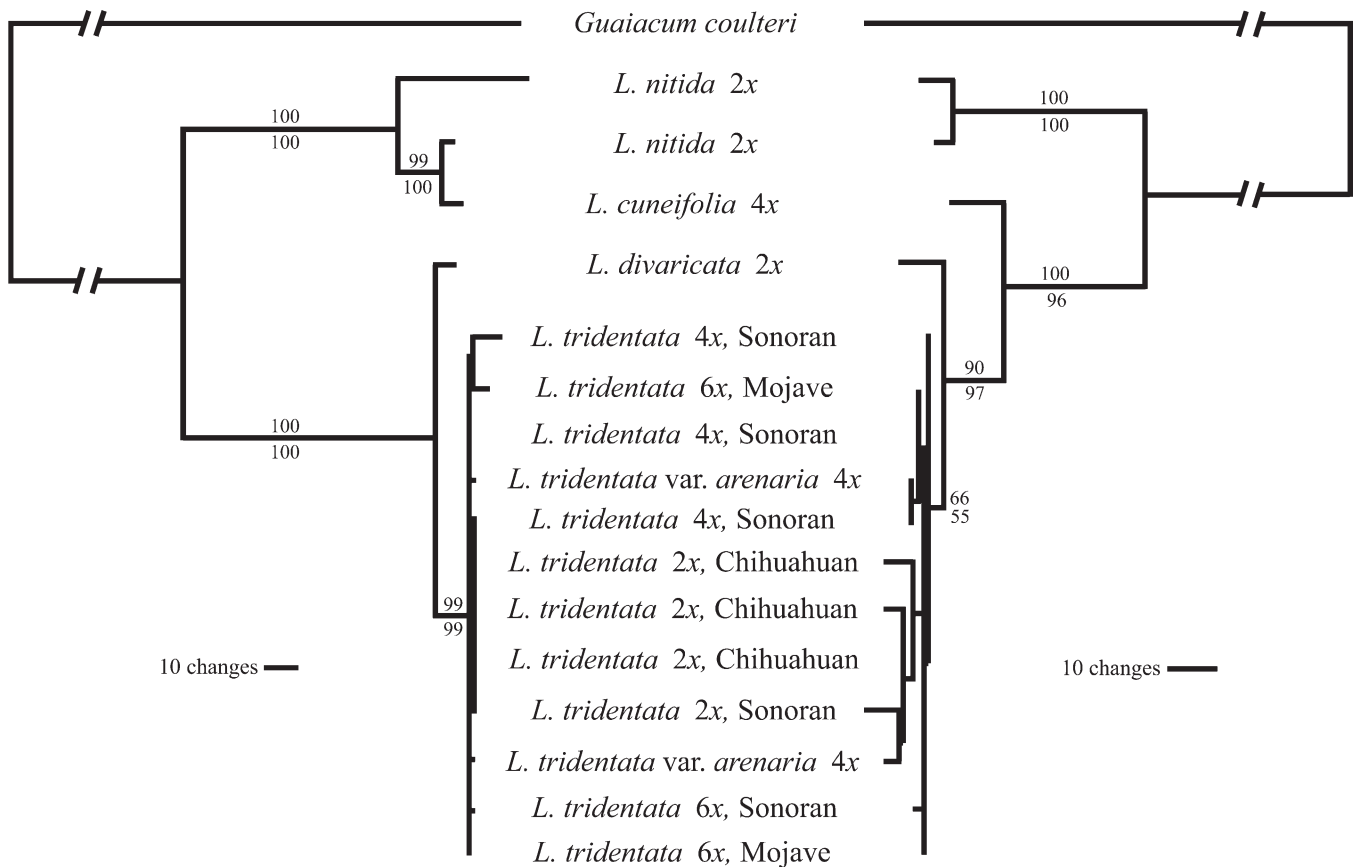 Guaiacum coulteri
L. nitida 2x
100
100
100
100
L. nitida 2x
99
100
L. cuneifolia 4x
L. divaricata 2x
100
96
L. tridentata 4x, Sonoran
L. tridentata 6x, Mojave
90
97
100
100
L. tridentata 4x, Sonoran
L. tridentata var. arenaria 4x
66
55
L. tridentata 4x, Sonoran
L. tridentata 2x, Chihuahuan
L. tridentata 2x, Chihuahuan
99
99
L. tridentata 2x, Chihuahuan
10 changes
10 changes
L. tridentata 2x, Sonoran
L. tridentata var. arenaria 4x
L. tridentata 6x, Sonoran
L. tridentata 6x, Mojave